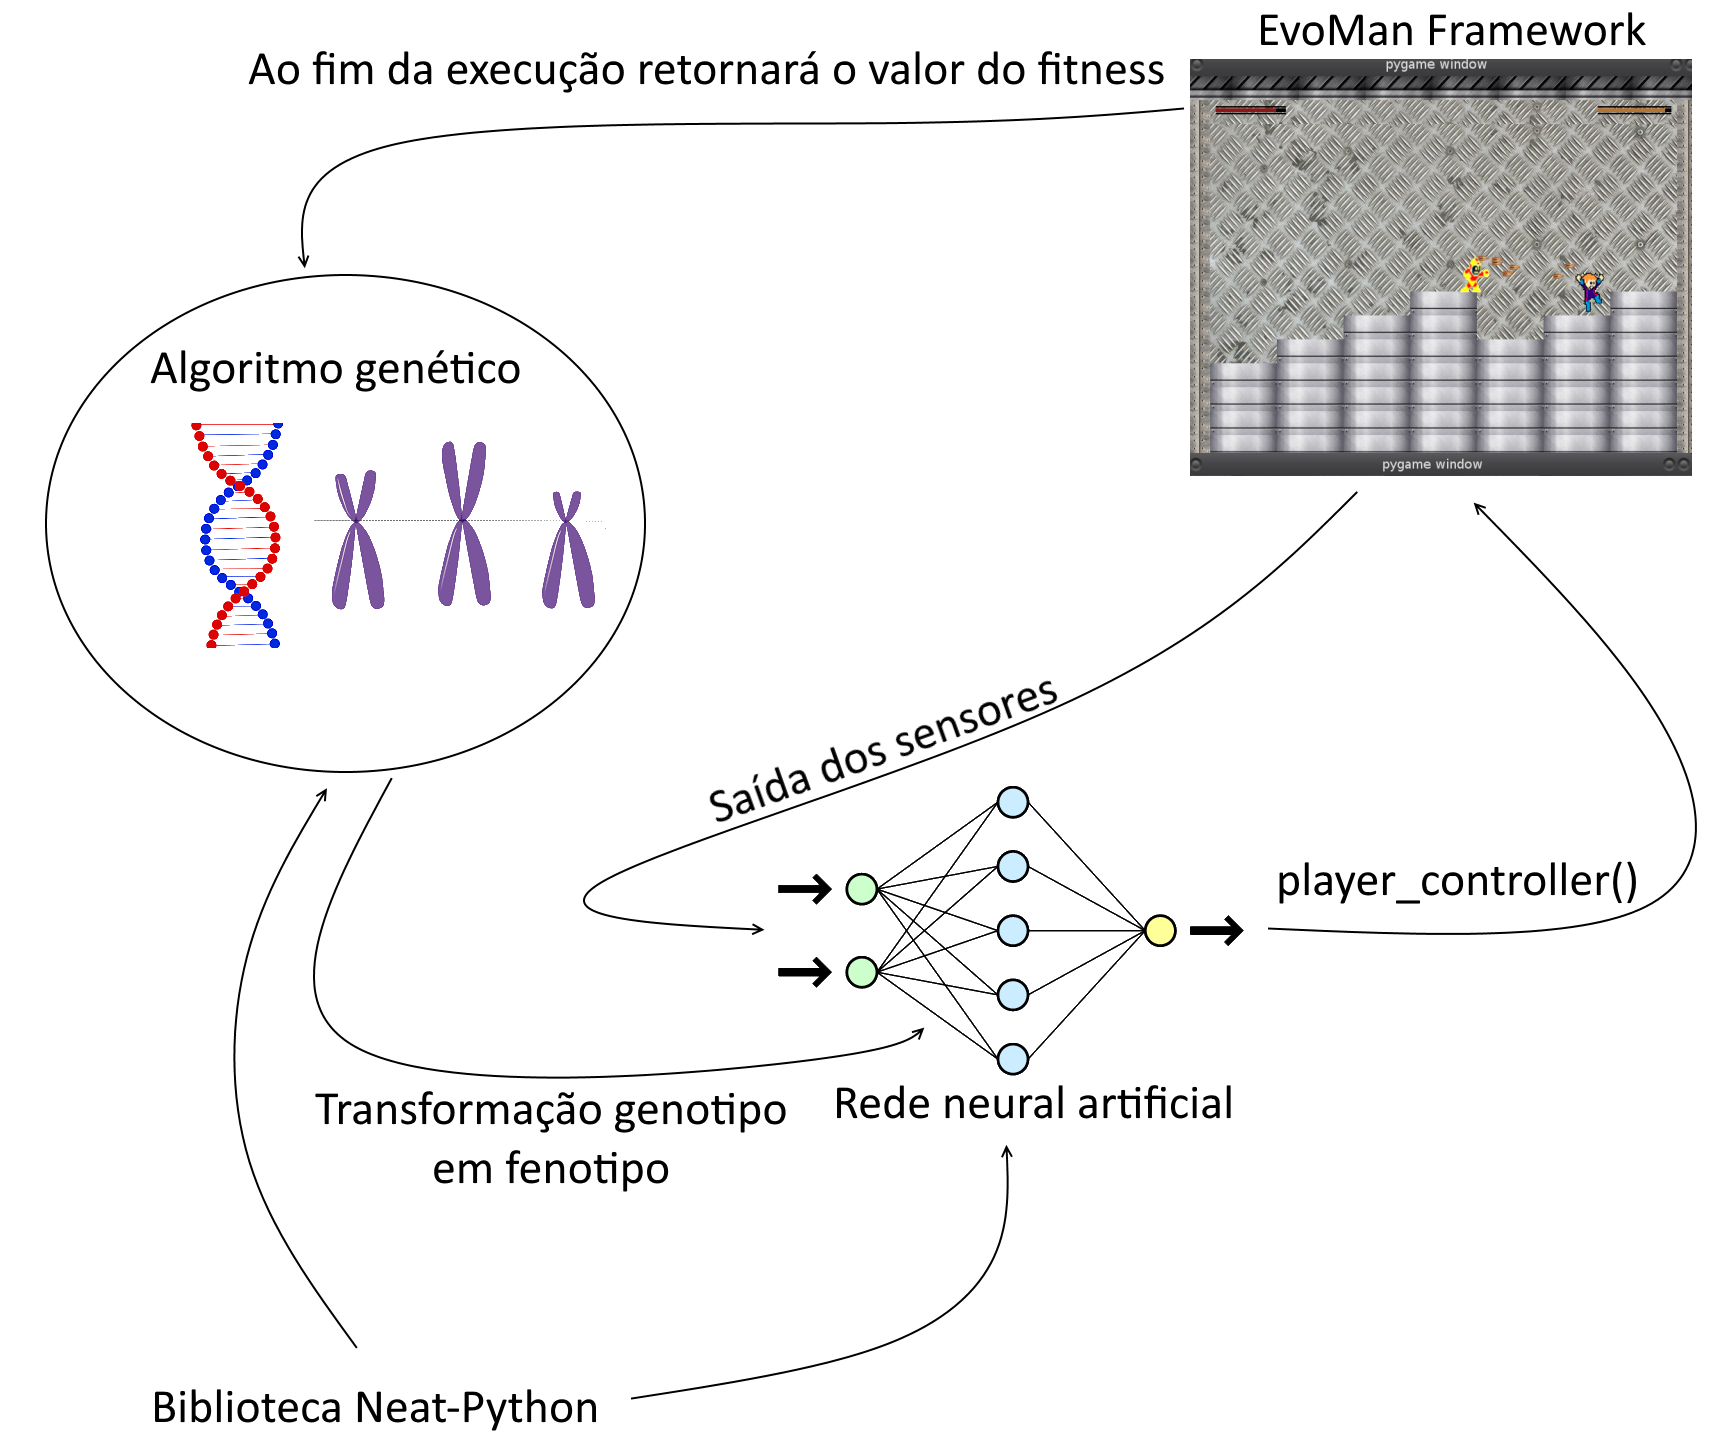 EvoMan Framework
Ao fim da execução retornará o valor do fitness
pygame window
Algoritmo genético
pygame window
Saída dos sensores
player_controller()
Transformação genotipo
em fenotipo
Rede neural artificial
Biblioteca Neat-Python